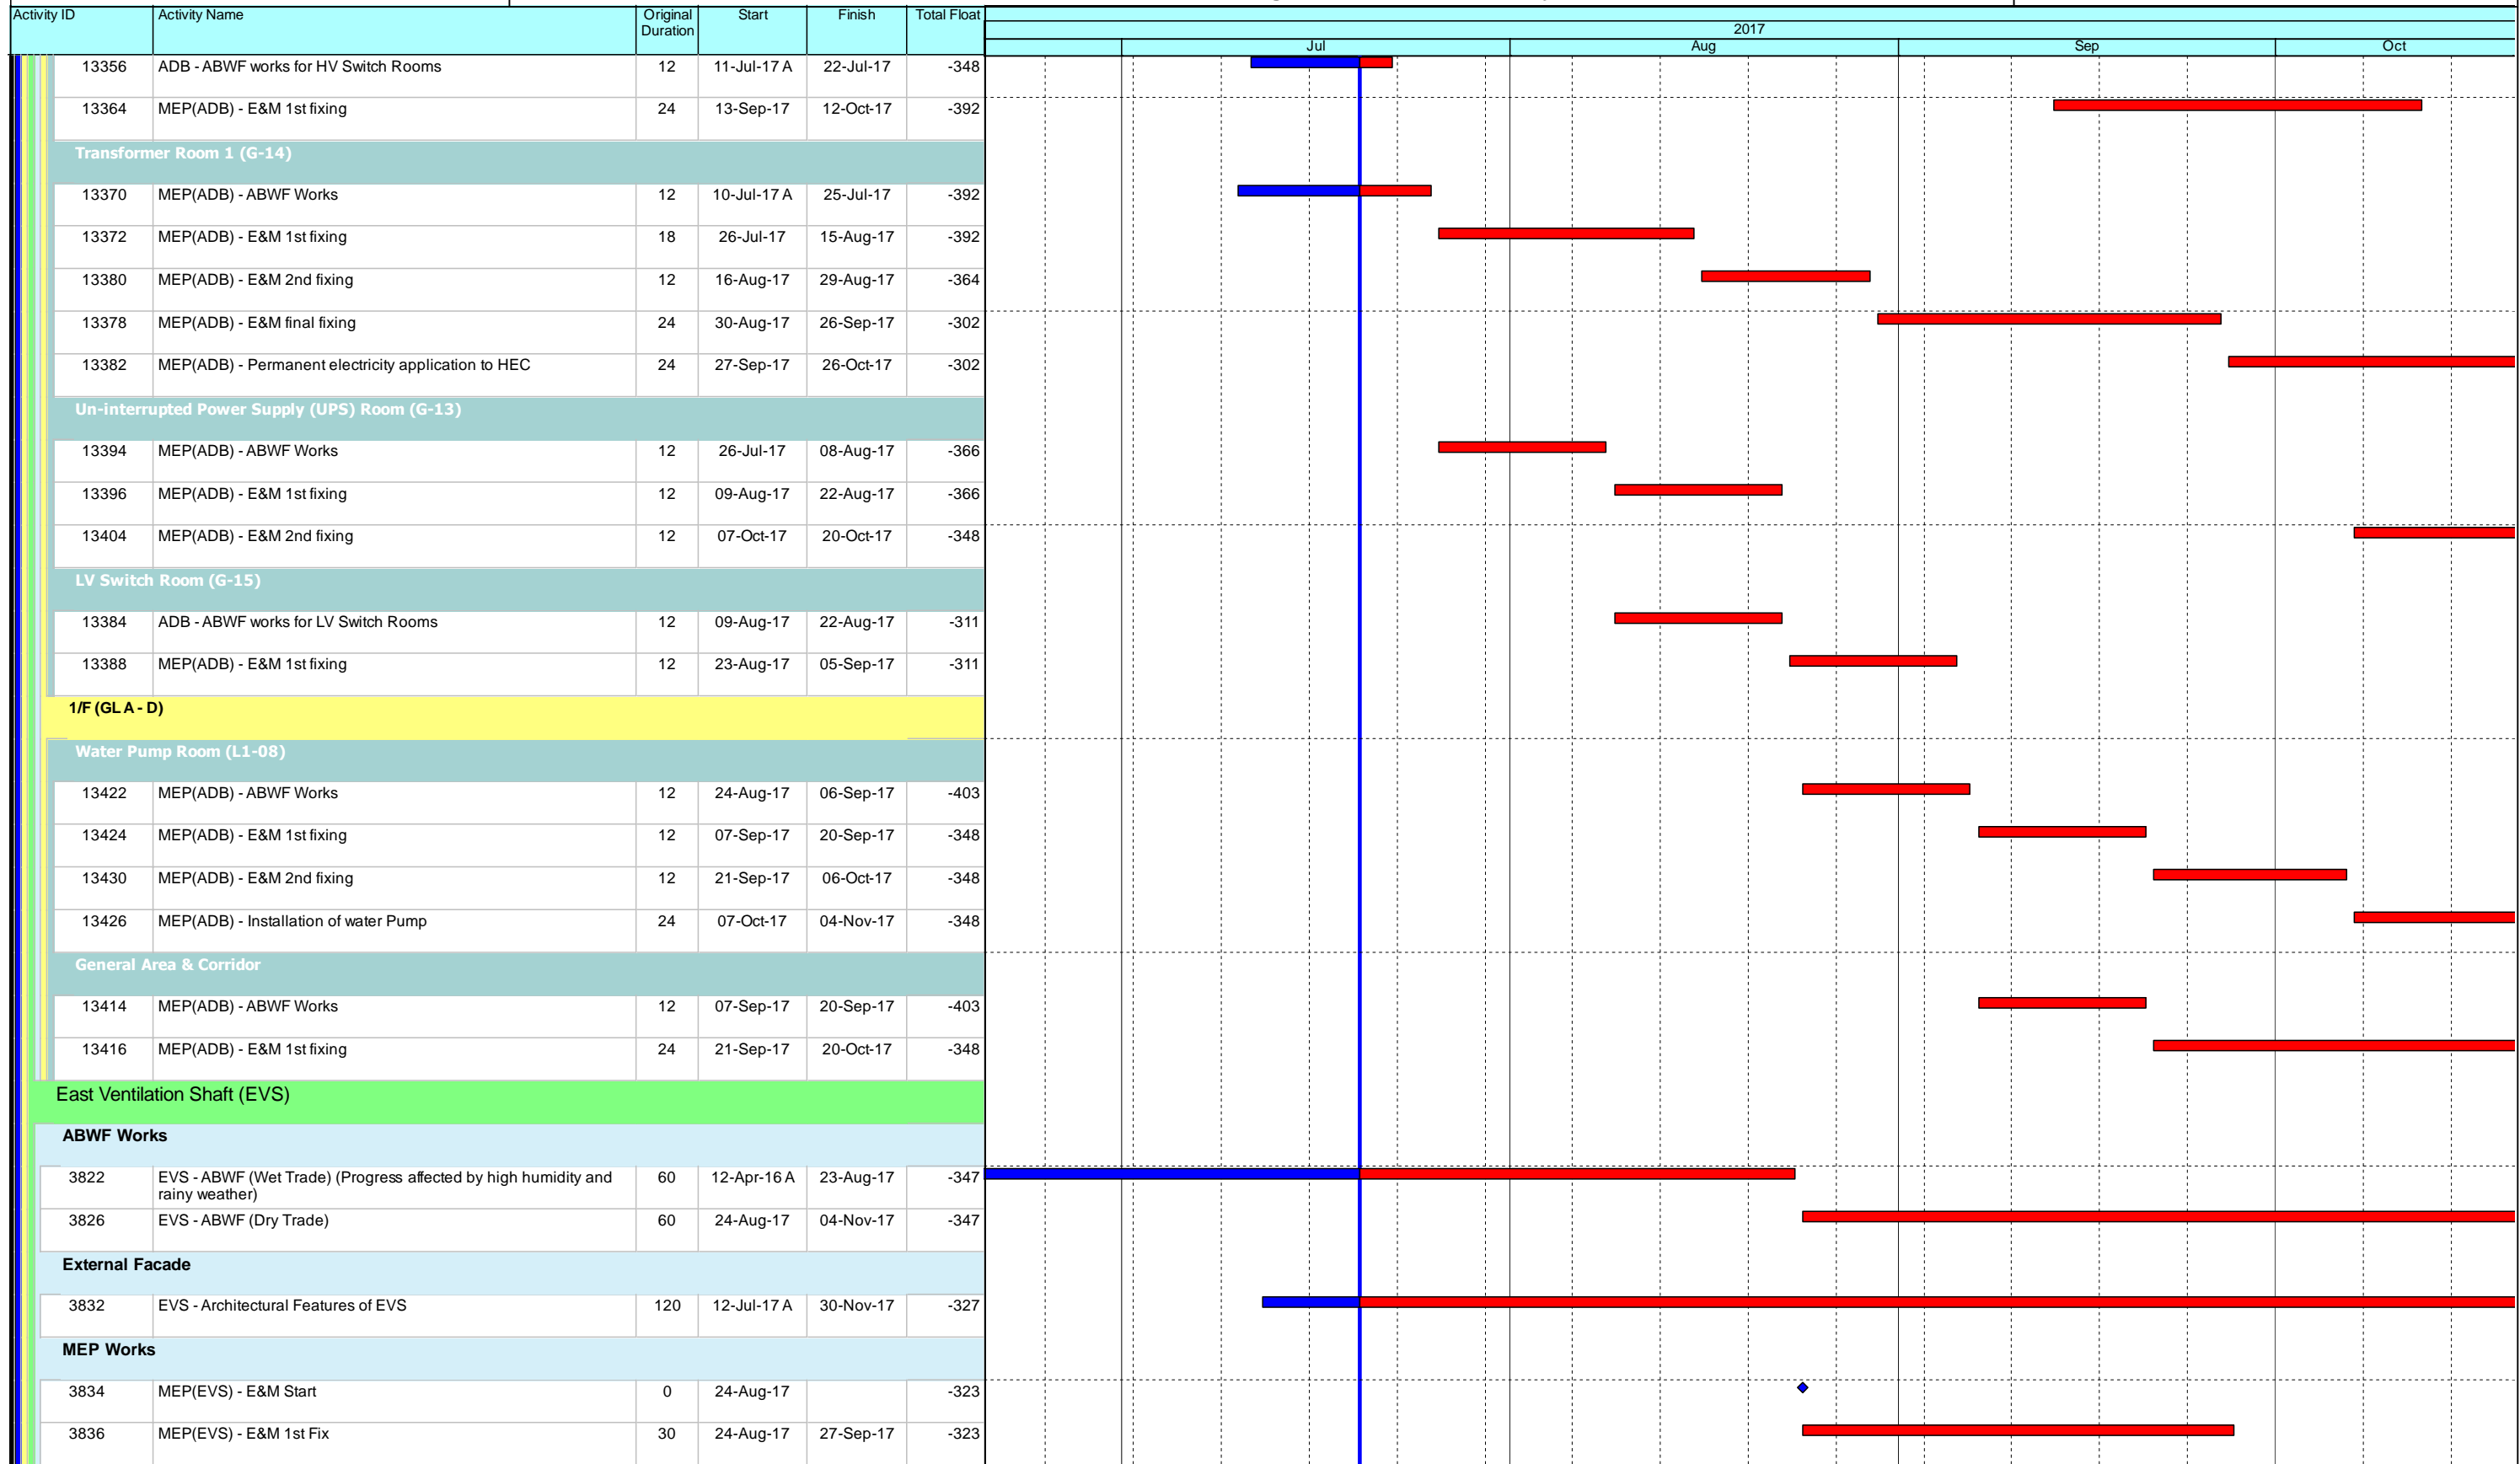 Activity ID Activity Name Original Duration Start Finish Total Float
2017
Jul Aug Sep Oct
13356 ADB - ABWF works for HV Switch Rooms 12 11-Jul-17 A 22-Jul-17 -348
13364 MEP(ADB) - E&M 1st fixing 24 13-Sep-17 12-Oct-17 -392
Transformer Room 1 (G-14)
13370 MEP(ADB) - ABWF Works 12 10-Jul-17 A 25-Jul-17 -392
13372 MEP(ADB) - E&M 1st fixing 18 26-Jul-17 15-Aug-17 -392
13380 MEP(ADB) - E&M 2nd fixing 12 16-Aug-17 29-Aug-17 -364
13378 MEP(ADB) - E&M final fixing 24 30-Aug-17 26-Sep-17 -302
13382 MEP(ADB) - Permanent electricity application to HEC 24 27-Sep-17 26-Oct-17 -302
Un-interrupted Power Supply (UPS) Room (G-13)
13394 MEP(ADB) - ABWF Works 12 26-Jul-17 08-Aug-17 -366
13396 MEP(ADB) - E&M 1st fixing 12 09-Aug-17 22-Aug-17 -366
13404 MEP(ADB) - E&M 2nd fixing 12 07-Oct-17 20-Oct-17 -348
LV Switch Room (G-15)
13384 ADB - ABWF works for LV Switch Rooms 12 09-Aug-17 22-Aug-17 -311
13388 MEP(ADB) - E&M 1st fixing 12 23-Aug-17 05-Sep-17 -311
1/F (GL A - D)
Water Pump Room (L1-08)
13422 MEP(ADB) - ABWF Works 12 24-Aug-17 06-Sep-17 -403
13424 MEP(ADB) - E&M 1st fixing 12 07-Sep-17 20-Sep-17 -348
13430 MEP(ADB) - E&M 2nd fixing 12 21-Sep-17 06-Oct-17 -348
13426 MEP(ADB) - Installation of water Pump 24 07-Oct-17 04-Nov-17 -348
General Area & Corridor
13414 MEP(ADB) - ABWF Works 12 07-Sep-17 20-Sep-17 -403
13416 MEP(ADB) - E&M 1st fixing 24 21-Sep-17 20-Oct-17 -348
East Ventilation Shaft (EVS)
ABWF Works
3822 EVS - ABWF (Wet Trade) (Progress affected by high humidity and rainy weather) 60 12-Apr-16 A 23-Aug-17 -347
3826 EVS - ABWF (Dry Trade) 60 24-Aug-17 04-Nov-17 -347
External Facade
3832 EVS - Architectural Features of EVS 120 12-Jul-17 A 30-Nov-17 -327
MEP Works
3834 MEP(EVS) - E&M Start 0 24-Aug-17 -323
3836 MEP(EVS) - E&M 1st Fix 30 24-Aug-17 27-Sep-17 -323